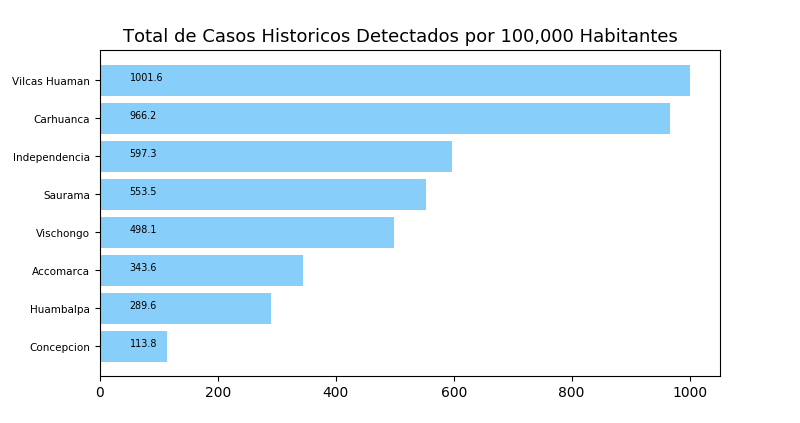 Total de Casos Historicos Detectados por 100,000 Habitantes
Vilcas Huaman 1001.6
Carhuanca 966.2
Independencia 597.3
Saurama 553.5
Vischongo 498.1
Accomarca 343.6
Huambalpa 289.6
Concepcion 113.8
0 200 400 600 800 1000